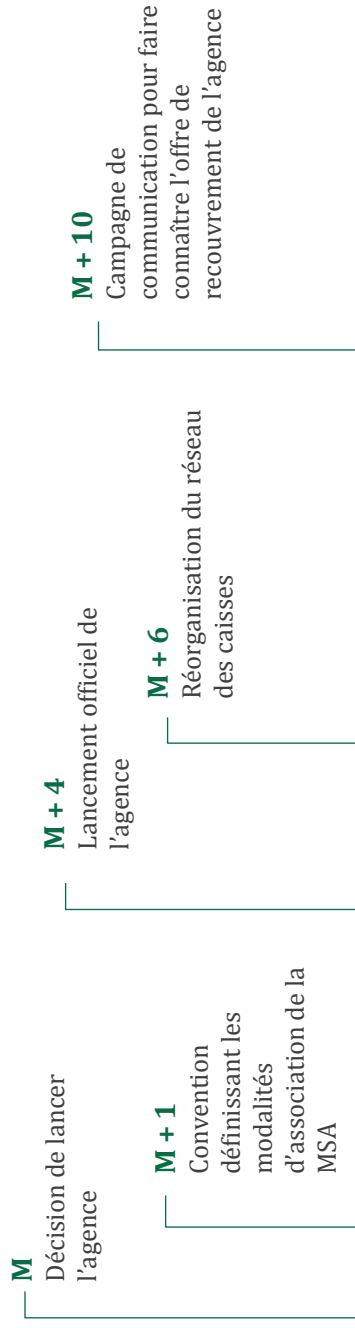 M
Décision de lancer
l'agence
M + 1
Convention
définissant les
modalités
d'association de la
MSA
M + 4
Lancement officiel de
l'agence
M + 6
Réorganisation du réseau
des caisses
M + 10
Campagne de
communication pour faire
connaître l'offre de
recouvrement de l'agence